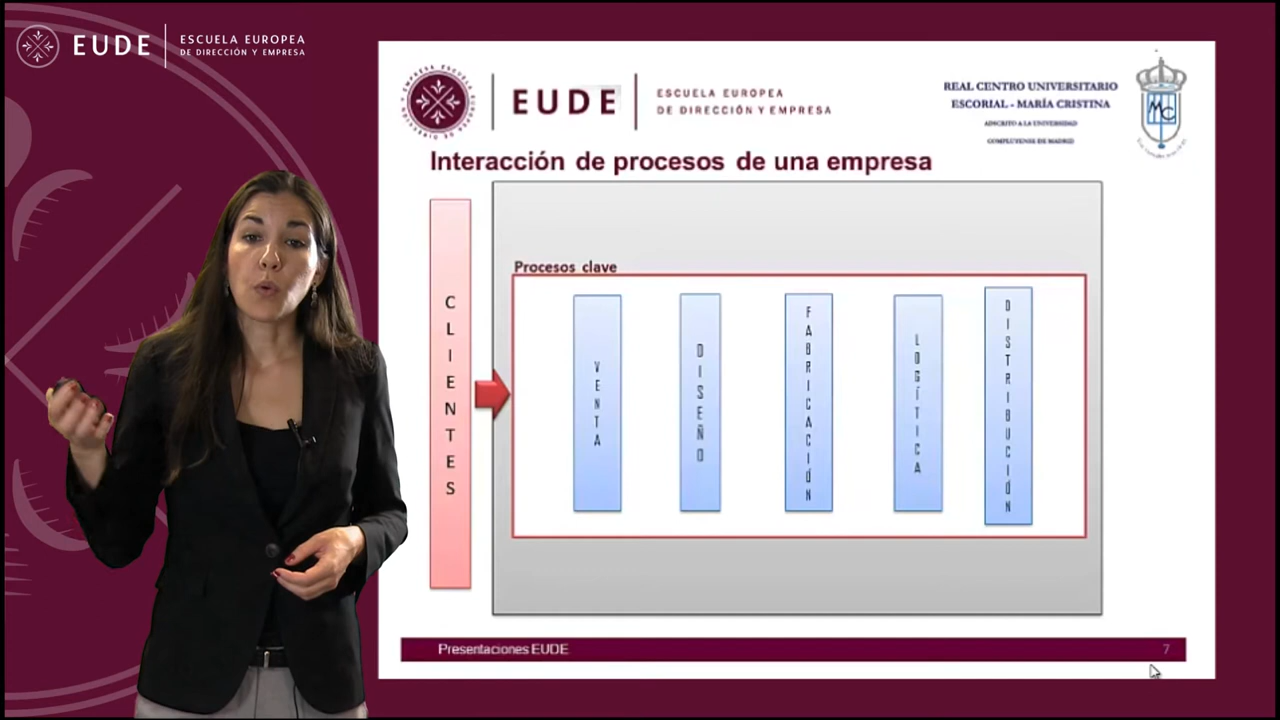 EUDE
ESCUELA EUROPEA
DE DIRECCIÓN Y EMPRESA
EUDE
ESCUELA EUROPEA
DE DIRECCIÓN Y EMPRESA
REAL CENTRO UNIVERSITARIO
ESCORIAL - MARÍA CRISTINA
ADSCRITO A LA UNIVERSIDAD
COMPLUTENSE DE MADRID
Interacción de procesos de una empresa
CLIENTES
Procesos clave
VENTA
DISEÑO
FABRICACIÓN
LOGÍTICA
DISTRIBUCIÓN
Presentaciones EUDE
7